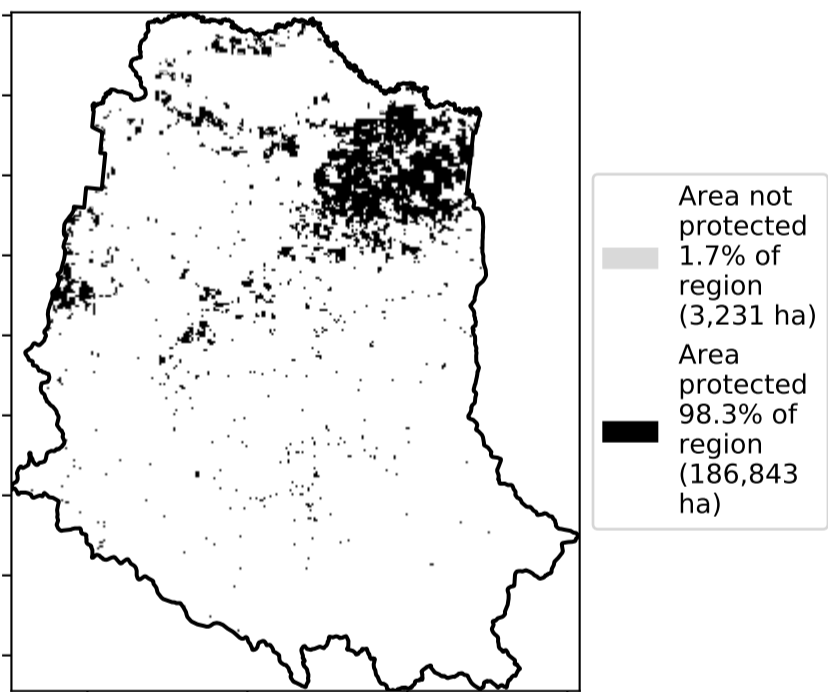 Area not
protected
1.7% of
region
(3,231 ha)
Area
protected
98.3% of
region
(186,843
ha)